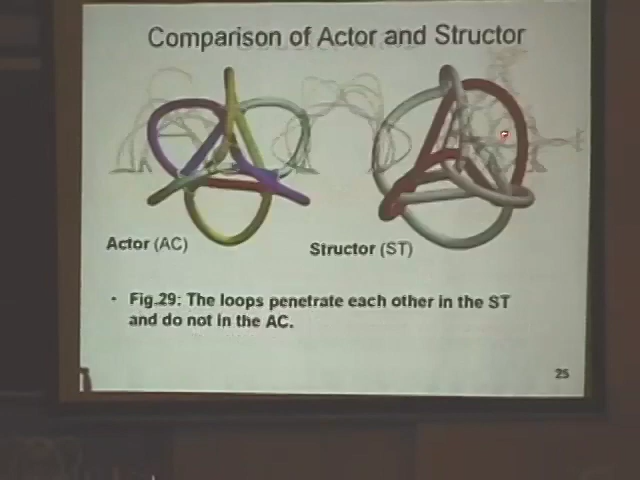 Comparison of Actor and Structor
Actor (AC)
Structor (ST)
• Fig.29: The loops penetrate each other in the ST
and do not in the AC.
25